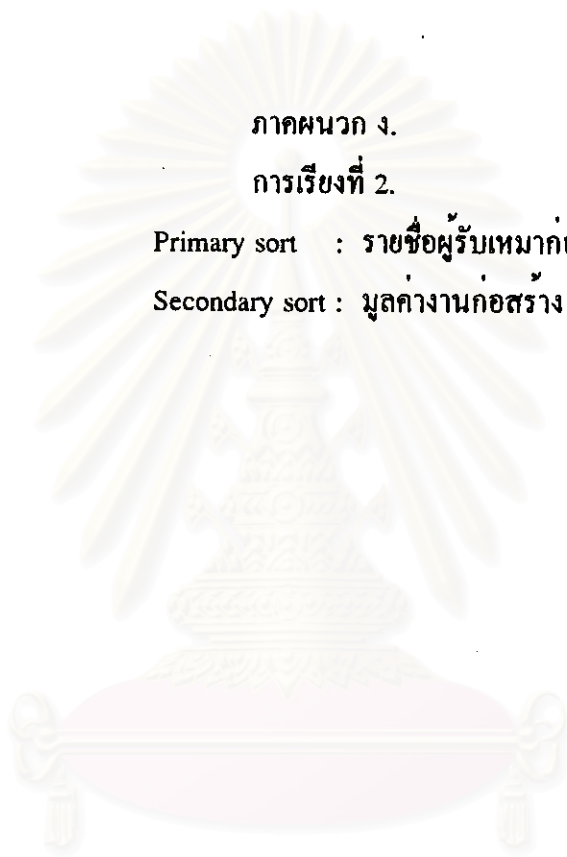 ภาคผนวก ง.
การเรียงที่ 2.
Primary sort : รายชื่อผู้รับเหมาก่
Secondary sort : มูลค่างานก่อสร้าง